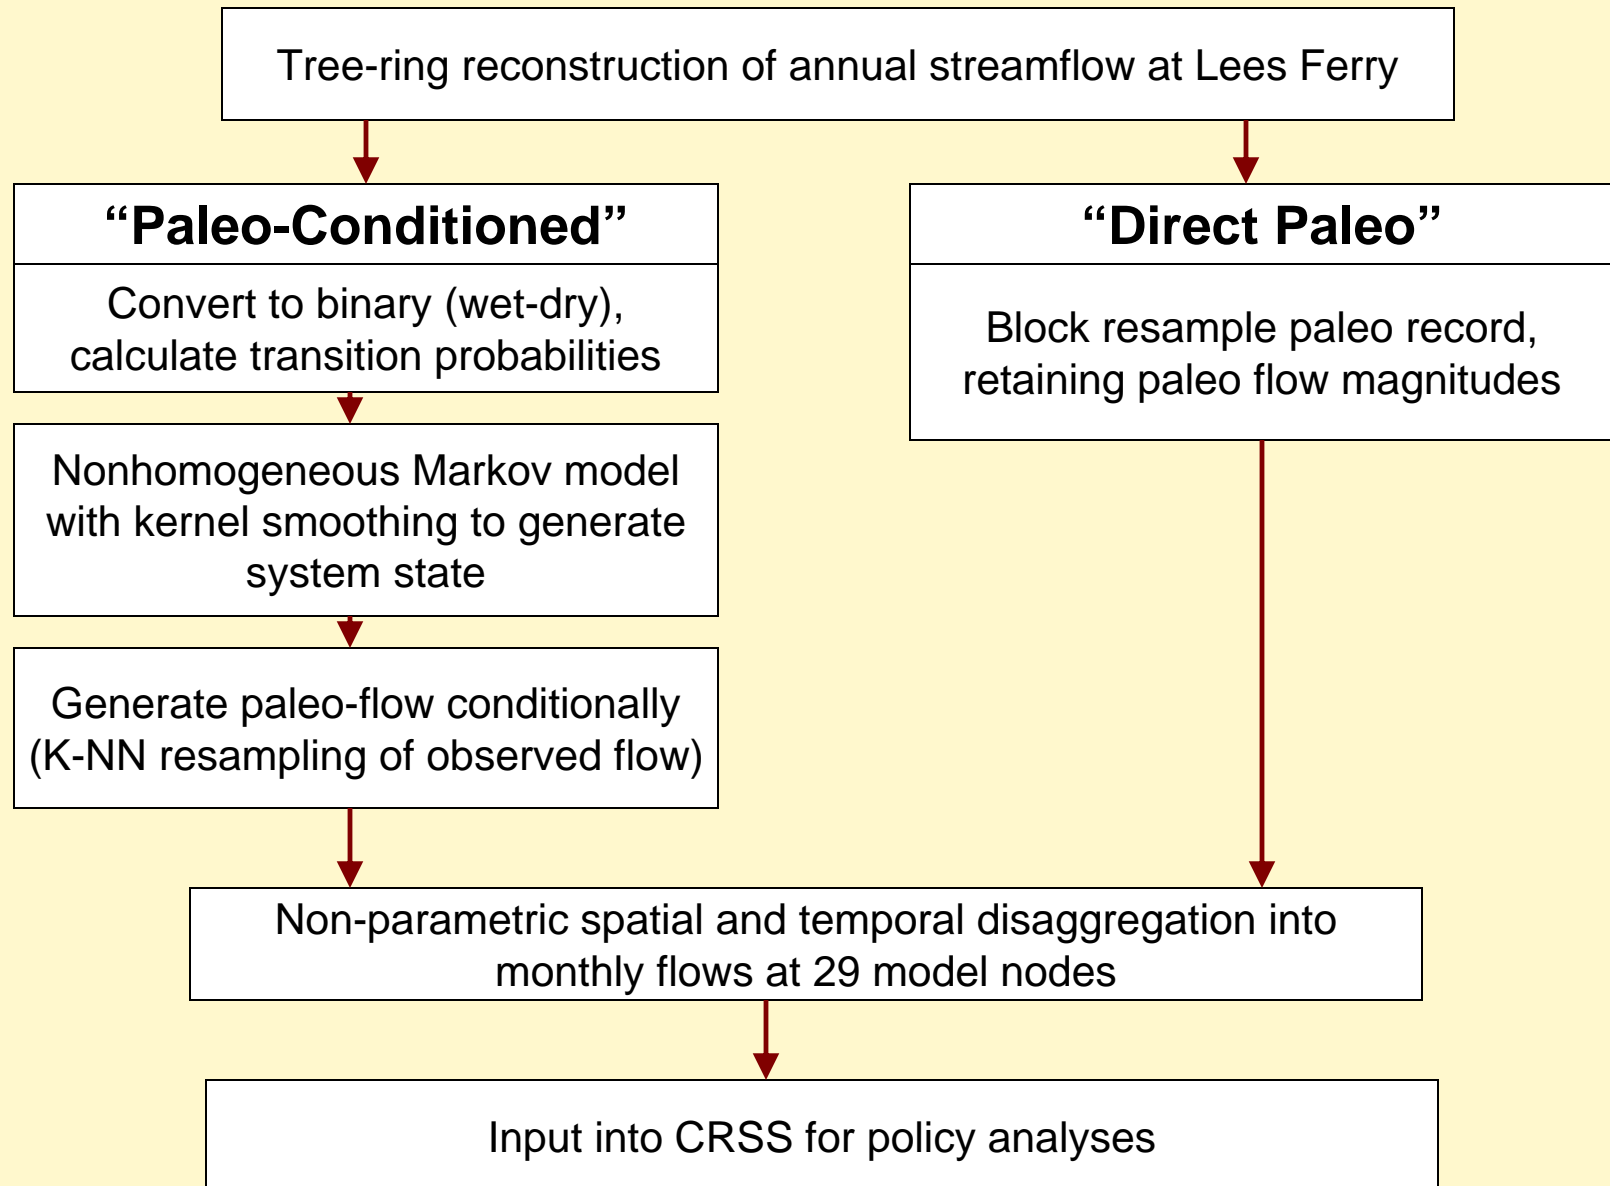 Tree-ring reconstruction of annual streamflow at Lees Ferry
“Paleo-Conditioned”
Convert to binary (wet-dry),
calculate transition probabilities
Nonhomogeneous Markov model
with kernel smoothing to generate
system state
Generate paleo-flow conditionally
(K-NN resampling of observed flow)
“Direct Paleo”
Block resample paleo record,
retaining paleo flow magnitudes
Non-parametric spatial and temporal disaggregation into
monthly flows at 29 model nodes
Input into CRSS for policy analyses